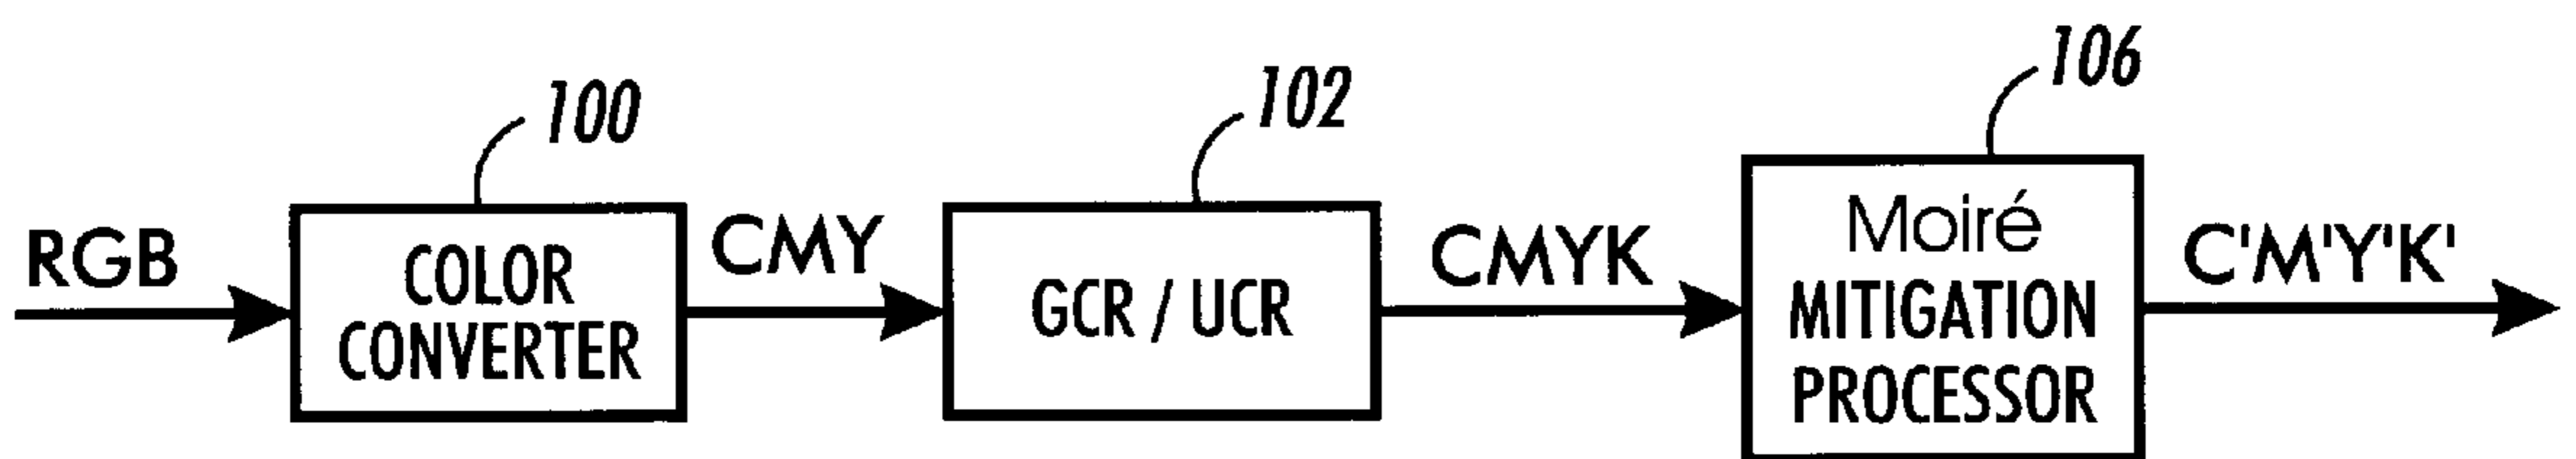 100
102
106
RGB
COLOR
CONVERTER
CMY
GCR / UCR
CMYK
Moiré
MITIGATION
PROCESSOR
C'M'Y'K'